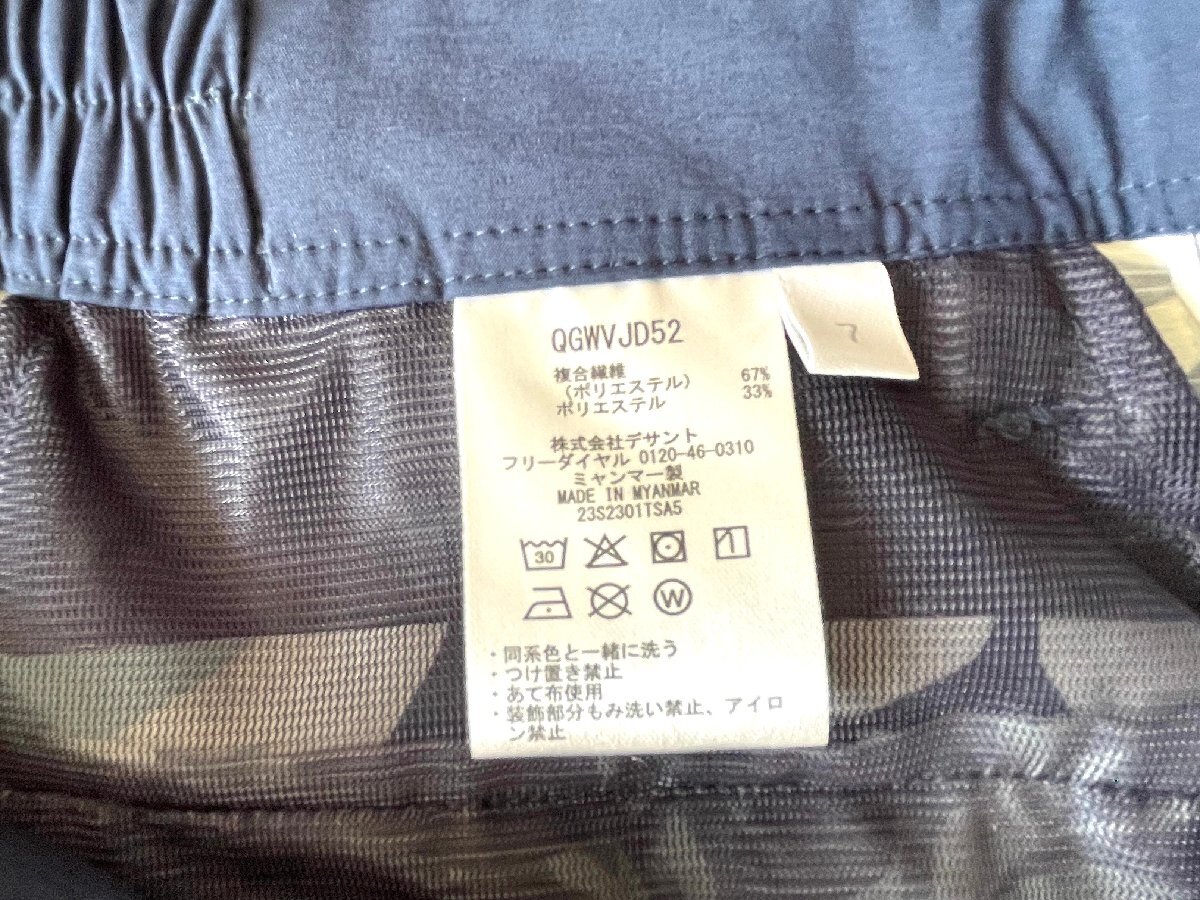 QGWVJD52
複合繊維
(ポリエステル) 67%
ポリエステル 33%
株式会社デサント
フリーダイヤル 0120-46-0310
ミャンマー製
MADE IN MYANMAR
23S2301TSA5
30
W
・同系色と一緒に洗う
・つけ置き禁止
・あて布使用
・装飾部分もみ洗い禁止、アイロ
ン禁止